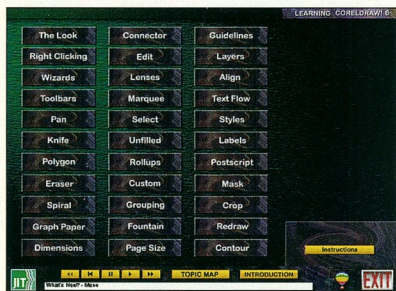 LEARNING CORELDRAW! 6
The Look
Connector
Guidelines
Right Clicking
Edit
Layers
Wizards
Lenses
Align
Toolbars
Marquee
Text Flow
Pan
Select
Styles
Knife
Unfilled
Labels
Polygon
Rollups
Postscript
Eraser
Custom
Mask
Spiral
Grouping
Crop
Graph Paper
Fountain
Redraw
Dimensions
Page Size
Contour
Instructions
JIT
TOPIC MAP
INTRODUCTION
EXIT
What's New? - Mase